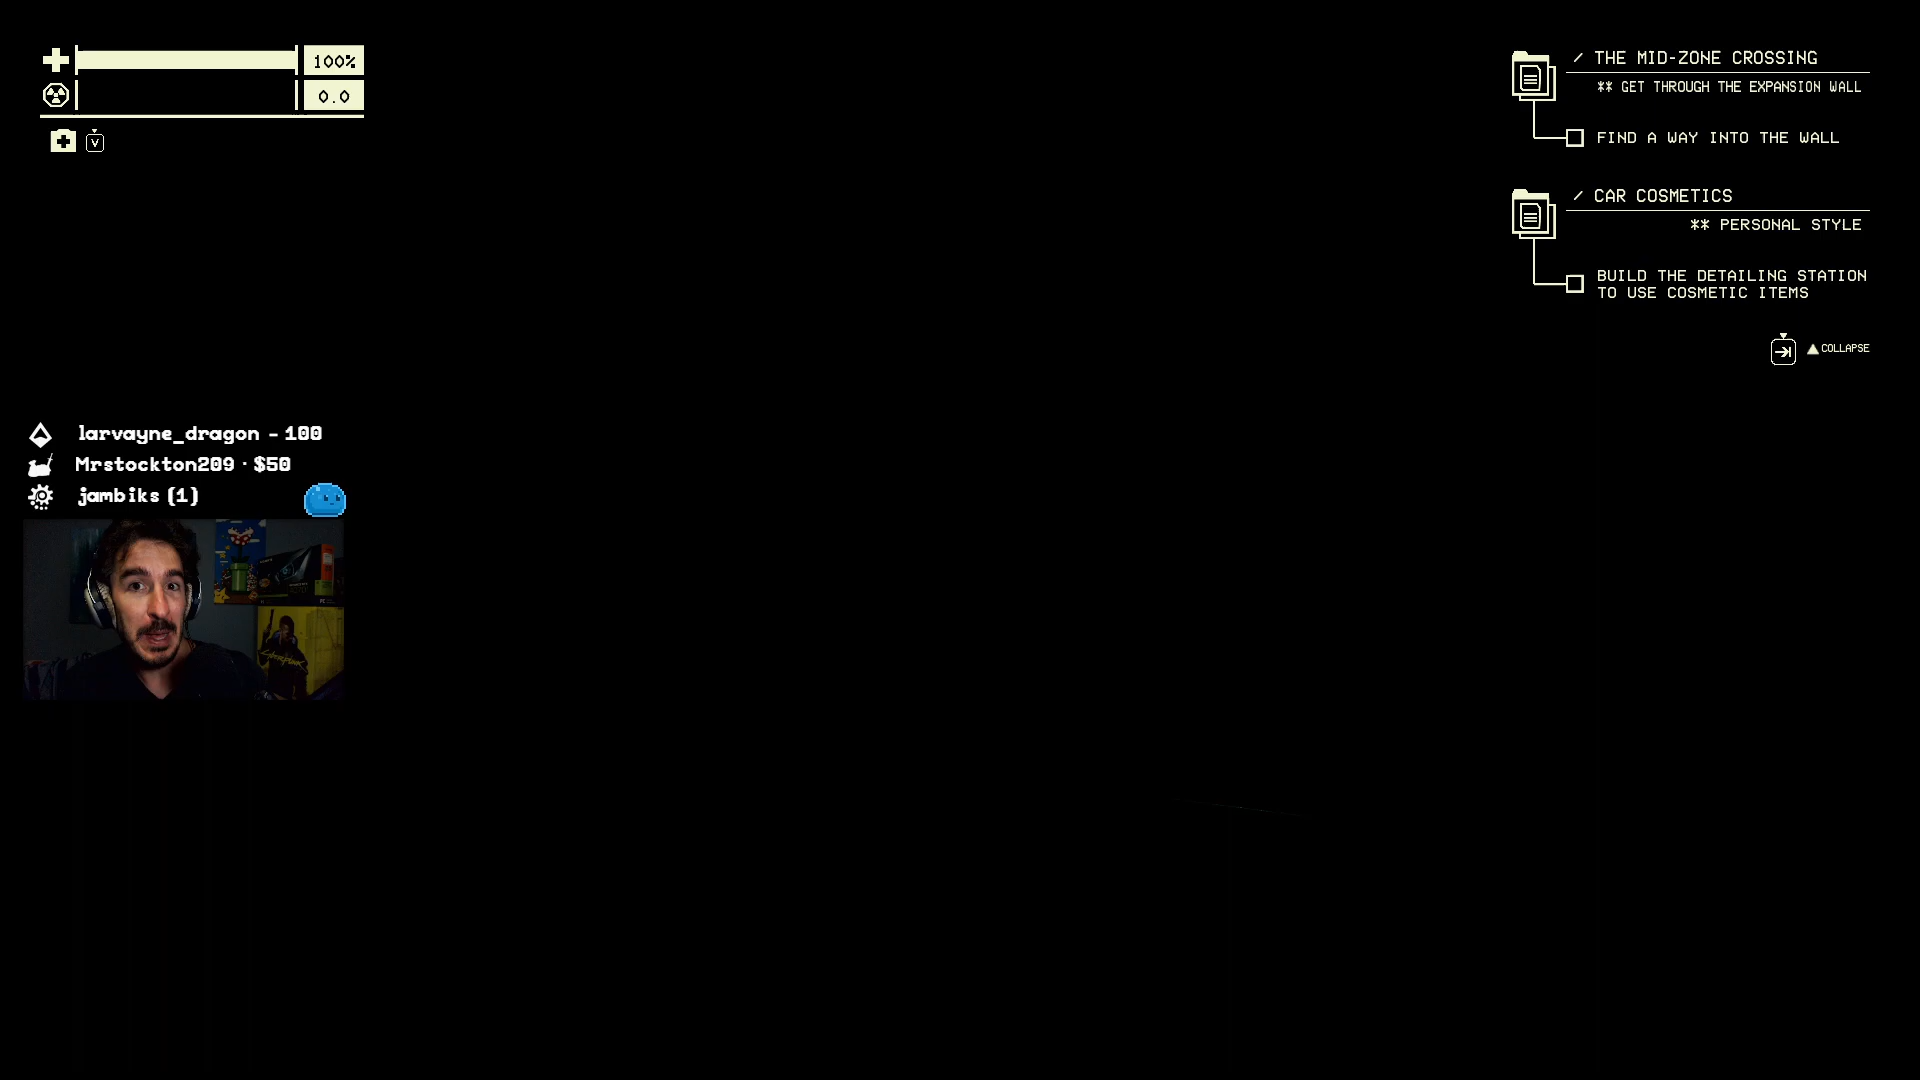 100%
0.0
V
/ THE MID-ZONE CROSSING
** GET THROUGH THE EXPANSION WALL
FIND A WAY INTO THE WALL
/ CAR COSMETICS
** PERSONAL STYLE
BUILD THE DETAILING STATION
TO USE COSMETIC ITEMS
COLLAPSE
larvayne_dragon - 100
Mrstockton209 · $50
jambiks (1)
Cyberpunk